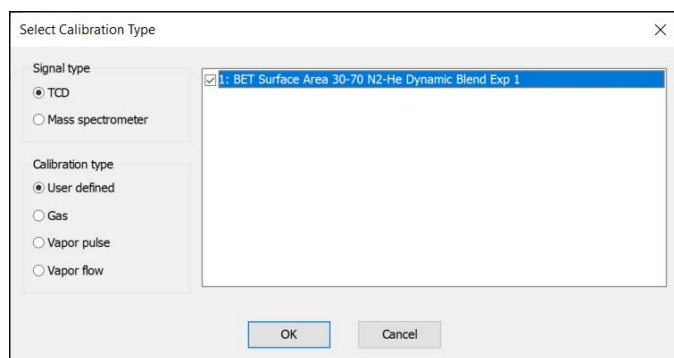 Select Calibration Type
Signal type
TCD
Mass spectrometer
Calibration type
User defined
Gas
Vapor pulse
Vapor flow
1: BET Surface Area 30-70 N2-He Dynamic Blend Exp 1
OK
Cancel